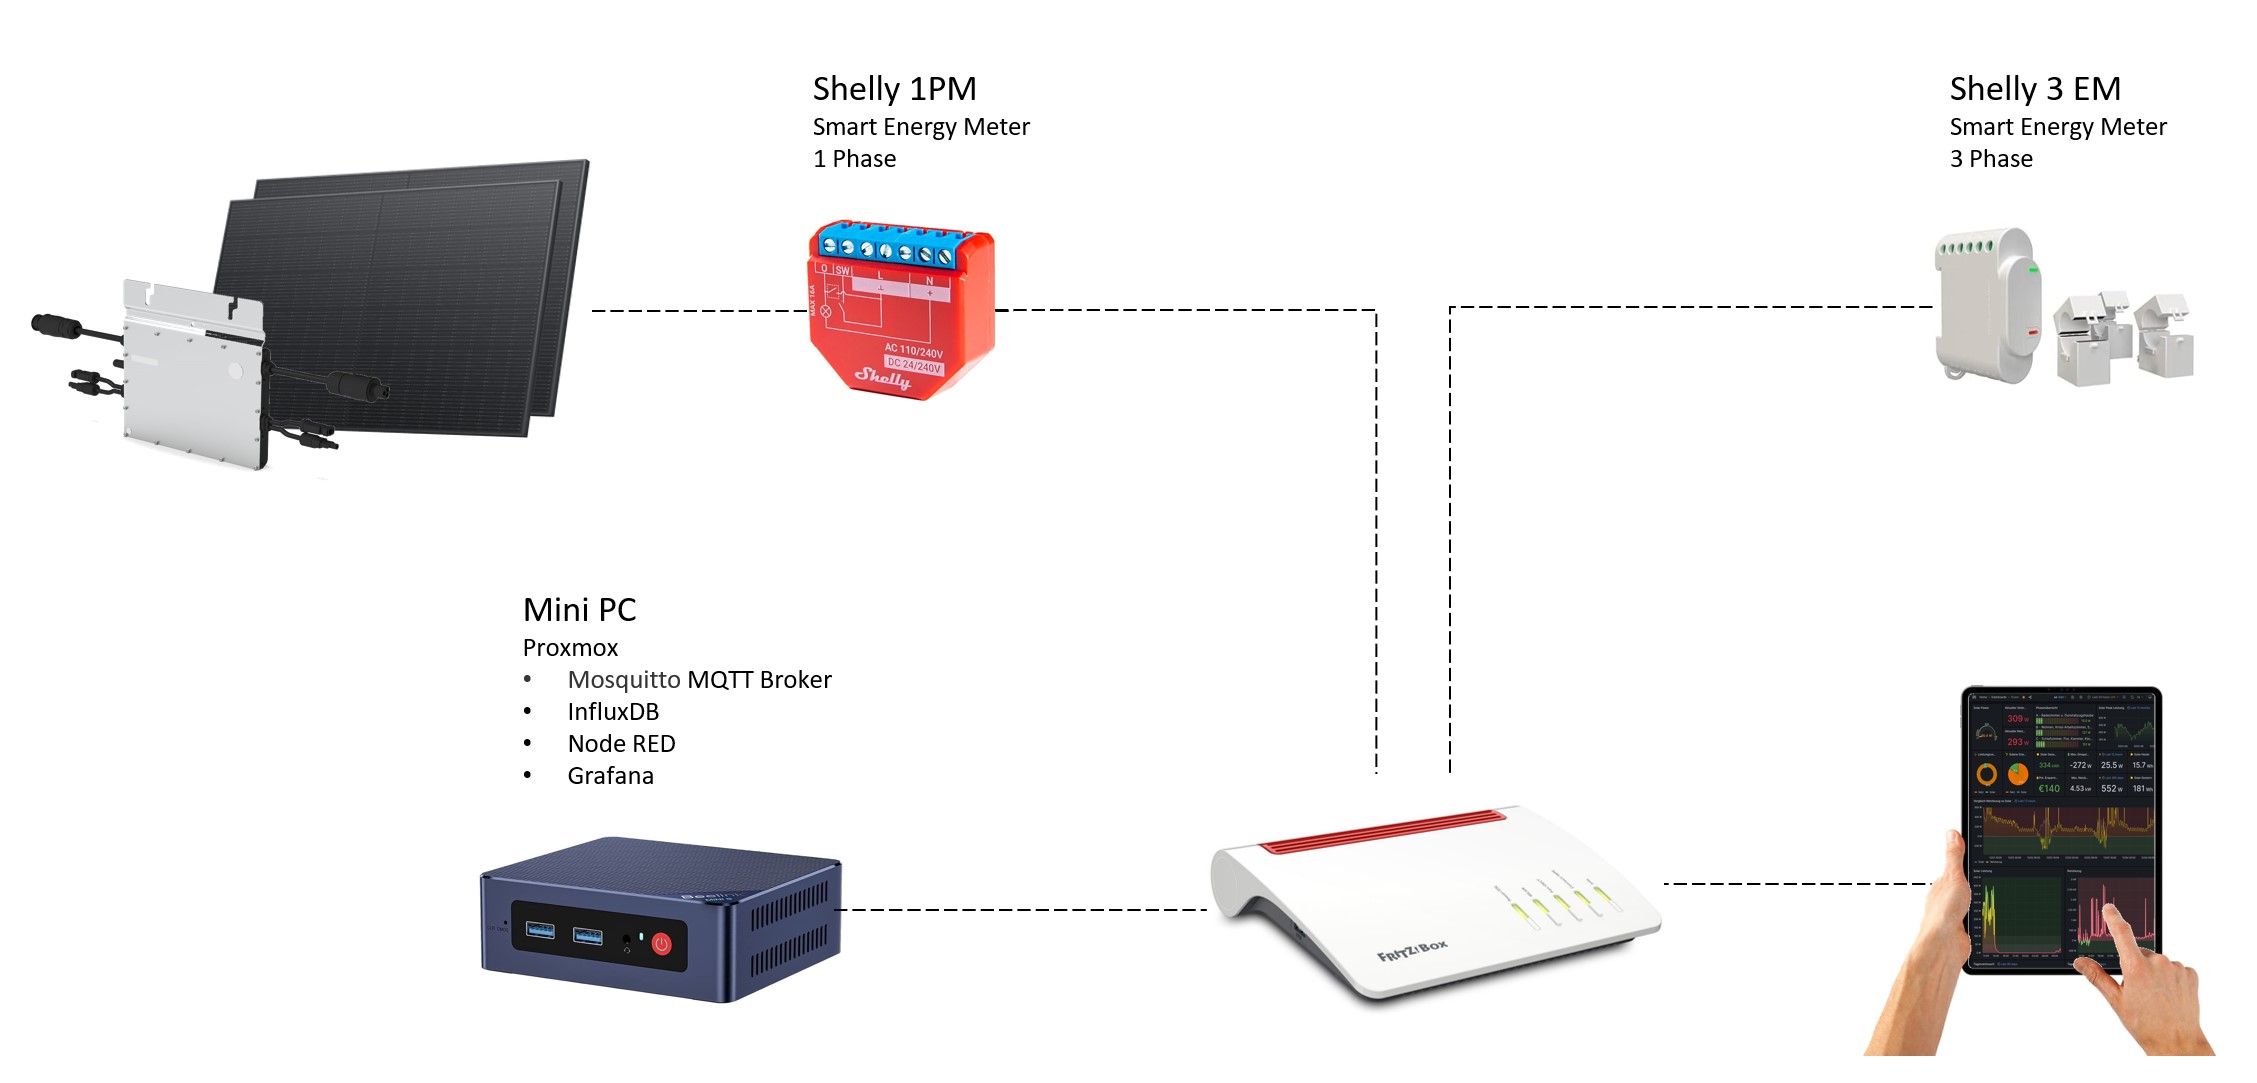 Shelly 1PM
Smart Energy Meter
1 Phase
Shelly 3 EM
Smart Energy Meter
3 Phase
O SW L N
⊥ +
MAX 16A
AC 110/240V
DC 24/240V
Shelly
Mini PC
Proxmox
• Mosquitto MQTT Broker
• InfluxDB
• Node RED
• Grafana
Beelink
FRITZ!Box
309 W
293 W
334
-272 W
25.5 W
15.7
€140
4.53 kW
552 W
181